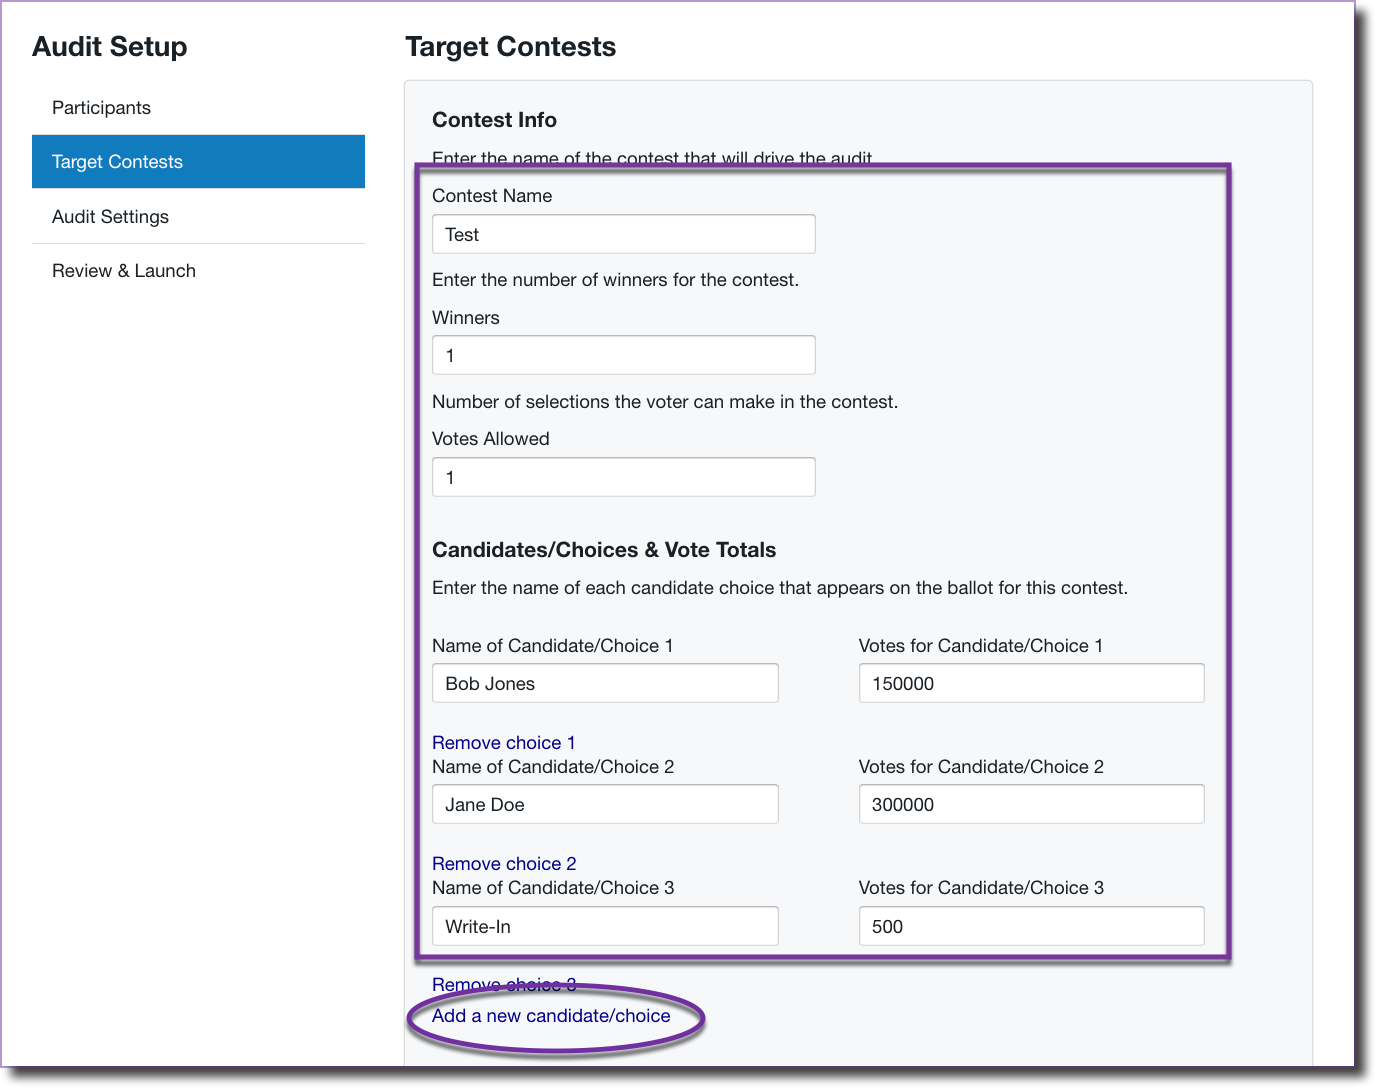 Audit Setup
Participants
Target Contests
Audit Settings
Review & Launch
Target Contests
Contest Info
Enter the name of the contest that will drive the audit.
Contest Name
Test
Enter the number of winners for the contest.
Winners
1
Number of selections the voter can make in the contest.
Votes Allowed
1
Candidates/Choices & Vote Totals
Enter the name of each candidate choice that appears on the ballot for this contest.
Name of Candidate/Choice 1 Votes for Candidate/Choice 1
Bob Jones 150000
Remove choice 1
Name of Candidate/Choice 2 Votes for Candidate/Choice 2
Jane Doe 300000
Remove choice 2
Name of Candidate/Choice 3 Votes for Candidate/Choice 3
Write-In 500
Remove choice 3
Add a new candidate/choice